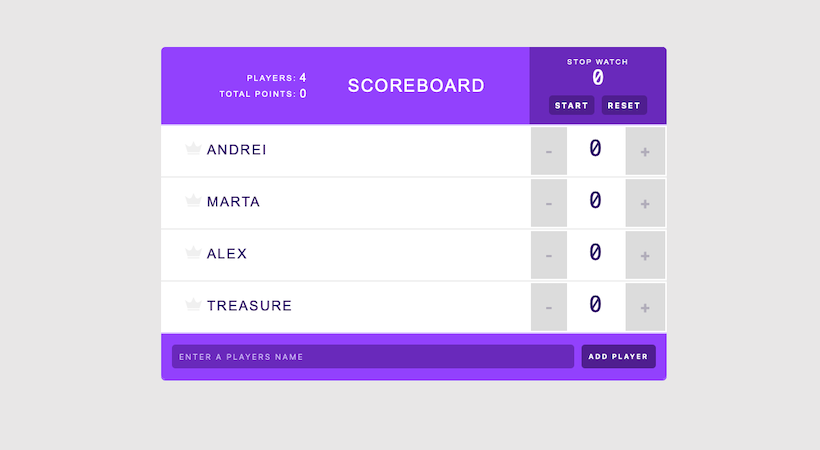 PLAYERS: 4
TOTAL POINTS: 0
SCOREBOARD
STOP WATCH
0
START RESET
ANDREI - 0 +
MARTA - 0 +
ALEX - 0 +
TREASURE - 0 +
ENTER A PLAYERS NAME ADD PLAYER